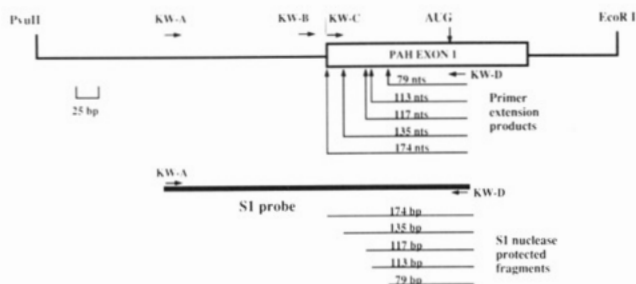 PvuII
KW-A
KW-B
KW-C
AUG
EcoR I
PAH EXON 1
KW-D
25 bp
79 nts
113 nts
117 nts
135 nts
174 nts
Primer
extension
products
KW-A
KW-D
S1 probe
174 bp
135 bp
117 bp
113 bp
79 bp
S1 nuclease
protected
fragments